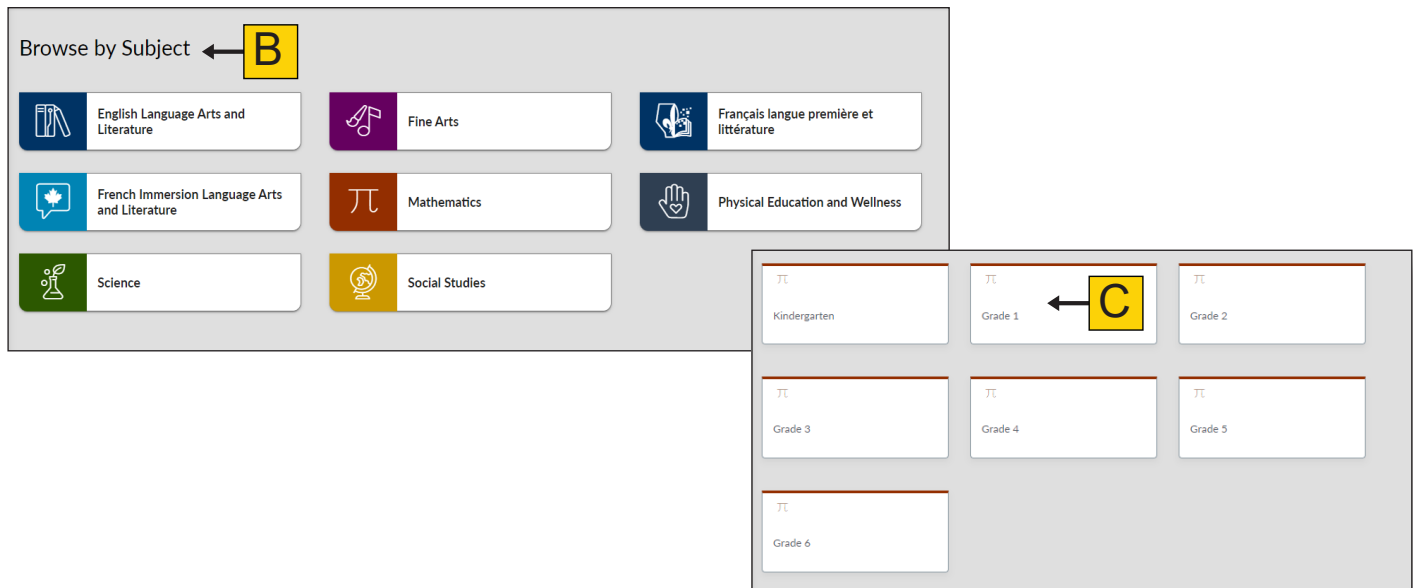 Browse by Subject
B
English Language Arts and
Literature
Fine Arts
Français langue première et
littérature
French Immersion Language Arts
and Literature
Mathematics
Physical Education and Wellness
Science
Social Studies
π
Kindergarten
π
Grade 1
C
π
Grade 2
π
Grade 3
π
Grade 4
π
Grade 5
π
Grade 6